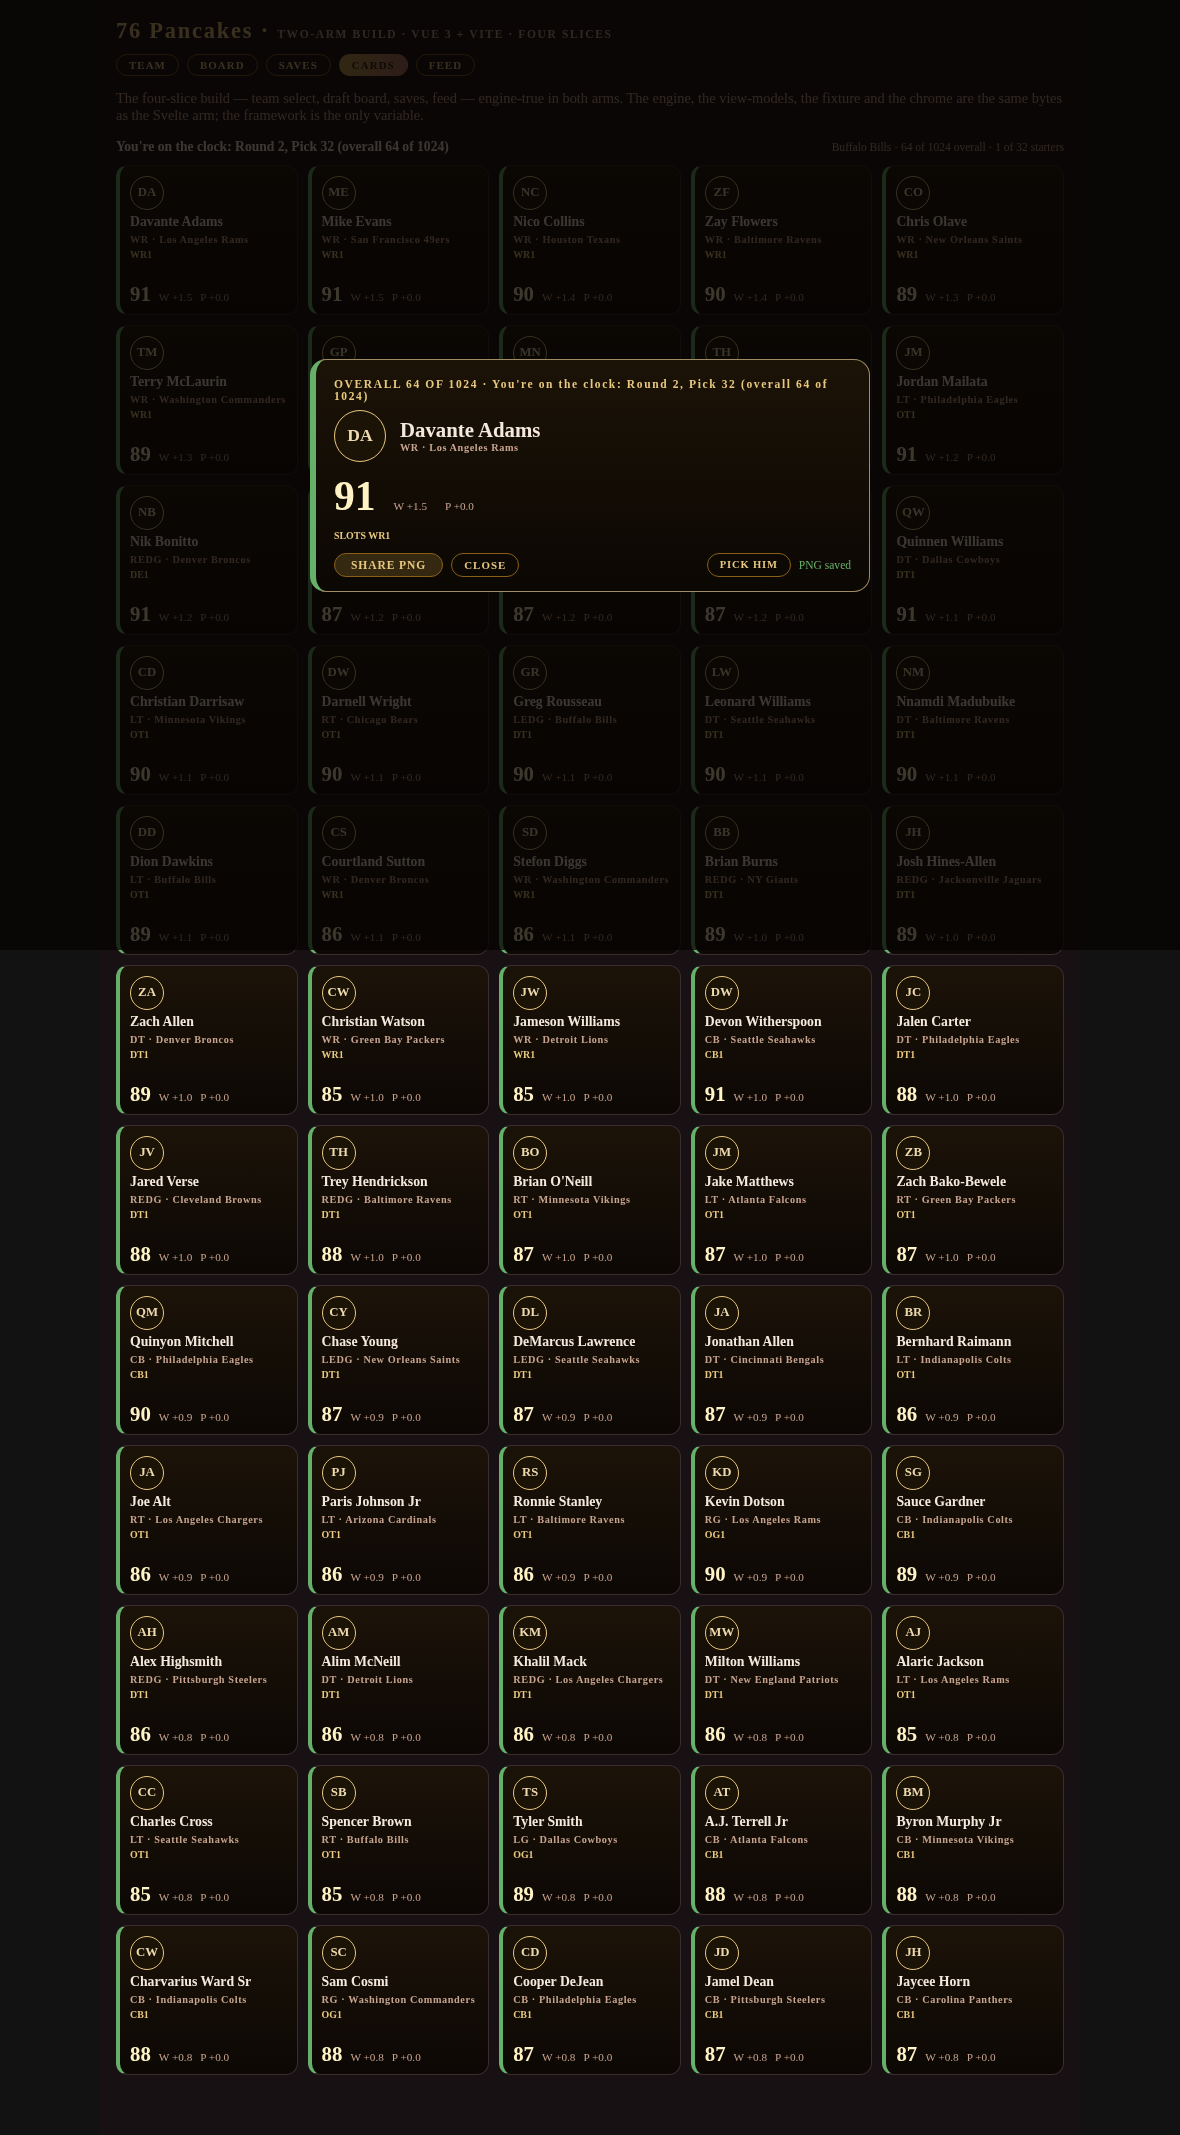 76 Pancakes · TWO-ARM BUILD · VUE 3 + VITE · FOUR SLICES
TEAM BOARD SAVES CARDS FEED
The four-slice build — team select, draft board, saves, feed — engine-true in both arms. The engine, the view-models, the fixture and the chrome are the same bytes
as the Svelte arm; the framework is the only variable.
You're on the clock: Round 2, Pick 32 (overall 64 of 1024)
Buffalo Bills · 64 of 1024 overall · 1 of 32 starters
DA ME NC ZF CO
Davante Adams Mike Evans Nico Collins Zay Flowers Chris Olave
WR · Los Angeles Rams WR · San Francisco 49ers WR · Houston Texans WR · Baltimore Ravens WR · New Orleans Saints
WR1 WR1 WR1 WR1 WR1
91 W +1.5 P +0.0 91 W +1.5 P +0.0 90 W +1.4 P +0.0 90 W +1.4 P +0.0 89 W +1.3 P +0.0
TM GP MN TH JM
Terry McLaurin Jordan Mailata
WR · Washington Commanders LT · Philadelphia Eagles
WR1 OT1
89 W +1.3 P +0.0 91 W +1.2 P +0.0
OVERALL 64 OF 1024 · You're on the clock: Round 2, Pick 32 (overall 64 of
1024)
DA
Davante Adams
WR · Los Angeles Rams
91 W +1.5 P +0.0
SLOTS WR1
SHARE PNG CLOSE PICK HIM PNG saved
NB QW
Nik Bonitto Quinnen Williams
REDG · Denver Broncos DT · Dallas Cowboys
DE1 DT1
91 W +1.2 P +0.0 87 W +1.2 P +0.0 87 W +1.2 P +0.0 87 W +1.2 P +0.0 91 W +1.1 P +0.0
CD DW GR LW NM
Christian Darrisaw Darnell Wright Greg Rousseau Leonard Williams Nnamdi Madubuike
LT · Minnesota Vikings RT · Chicago Bears LEDG · Buffalo Bills DT · Seattle Seahawks DT · Baltimore Ravens
OT1 OT1 DT1 DT1 DT1
90 W +1.1 P +0.0 90 W +1.1 P +0.0 90 W +1.1 P +0.0 90 W +1.1 P +0.0 90 W +1.1 P +0.0
DD CS SD BB JH
Dion Dawkins Courtland Sutton Stefon Diggs Brian Burns Josh Hines-Allen
LT · Buffalo Bills WR · Denver Broncos WR · Washington Commanders REDG · NY Giants REDG · Jacksonville Jaguars
OT1 WR1 WR1 DT1 DT1
89 W +1.1 P +0.0 86 W +1.1 P +0.0 86 W +1.1 P +0.0 89 W +1.0 P +0.0 89 W +1.0 P +0.0
ZA CW JW DW JC
Zach Allen Christian Watson Jameson Williams Devon Witherspoon Jalen Carter
DT · Denver Broncos WR · Green Bay Packers WR · Detroit Lions CB · Seattle Seahawks DT · Philadelphia Eagles
DT1 WR1 WR1 CB1 DT1
89 W +1.0 P +0.0 85 W +1.0 P +0.0 85 W +1.0 P +0.0 91 W +1.0 P +0.0 88 W +1.0 P +0.0
JV TH BO JM ZB
Jared Verse Trey Hendrickson Brian O'Neill Jake Matthews Zach Bako-Bewele
REDG · Cleveland Browns REDG · Baltimore Ravens RT · Minnesota Vikings LT · Atlanta Falcons RT · Green Bay Packers
DT1 DT1 OT1 OT1 OT1
88 W +1.0 P +0.0 88 W +1.0 P +0.0 87 W +1.0 P +0.0 87 W +1.0 P +0.0 87 W +1.0 P +0.0
QM CY DL JA BR
Quinyon Mitchell Chase Young DeMarcus Lawrence Jonathan Allen Bernhard Raimann
CB · Philadelphia Eagles LEDG · New Orleans Saints LEDG · Seattle Seahawks DT · Cincinnati Bengals LT · Indianapolis Colts
CB1 DT1 DT1 DT1 OT1
90 W +0.9 P +0.0 87 W +0.9 P +0.0 87 W +0.9 P +0.0 87 W +0.9 P +0.0 86 W +0.9 P +0.0
JA PJ RS KD SG
Joe Alt Paris Johnson Jr Ronnie Stanley Kevin Dotson Sauce Gardner
RT · Los Angeles Chargers LT · Arizona Cardinals LT · Baltimore Ravens RG · Los Angeles Rams CB · Indianapolis Colts
OT1 OT1 OT1 OG1 CB1
86 W +0.9 P +0.0 86 W +0.9 P +0.0 86 W +0.9 P +0.0 90 W +0.9 P +0.0 89 W +0.9 P +0.0
AH AM KM MW AJ
Alex Highsmith Alim McNeill Khalil Mack Milton Williams Alaric Jackson
REDG · Pittsburgh Steelers DT · Detroit Lions REDG · Los Angeles Chargers DT · New England Patriots LT · Los Angeles Rams
DT1 DT1 DT1 DT1 OT1
86 W +0.8 P +0.0 86 W +0.8 P +0.0 86 W +0.8 P +0.0 86 W +0.8 P +0.0 85 W +0.8 P +0.0
CC SB TS AT BM
Charles Cross Spencer Brown Tyler Smith A.J. Terrell Jr Byron Murphy Jr
LT · Seattle Seahawks RT · Buffalo Bills LG · Dallas Cowboys CB · Atlanta Falcons CB · Minnesota Vikings
OT1 OT1 OG1 CB1 CB1
85 W +0.8 P +0.0 85 W +0.8 P +0.0 89 W +0.8 P +0.0 88 W +0.8 P +0.0 88 W +0.8 P +0.0
CW SC CD JD JH
Charvarius Ward Sr Sam Cosmi Cooper DeJean Jamel Dean Jaycee Horn
CB · Indianapolis Colts RG · Washington Commanders CB · Philadelphia Eagles CB · Pittsburgh Steelers CB · Carolina Panthers
CB1 OG1 CB1 CB1 CB1
88 W +0.8 P +0.0 88 W +0.8 P +0.0 87 W +0.8 P +0.0 87 W +0.8 P +0.0 87 W +0.8 P +0.0